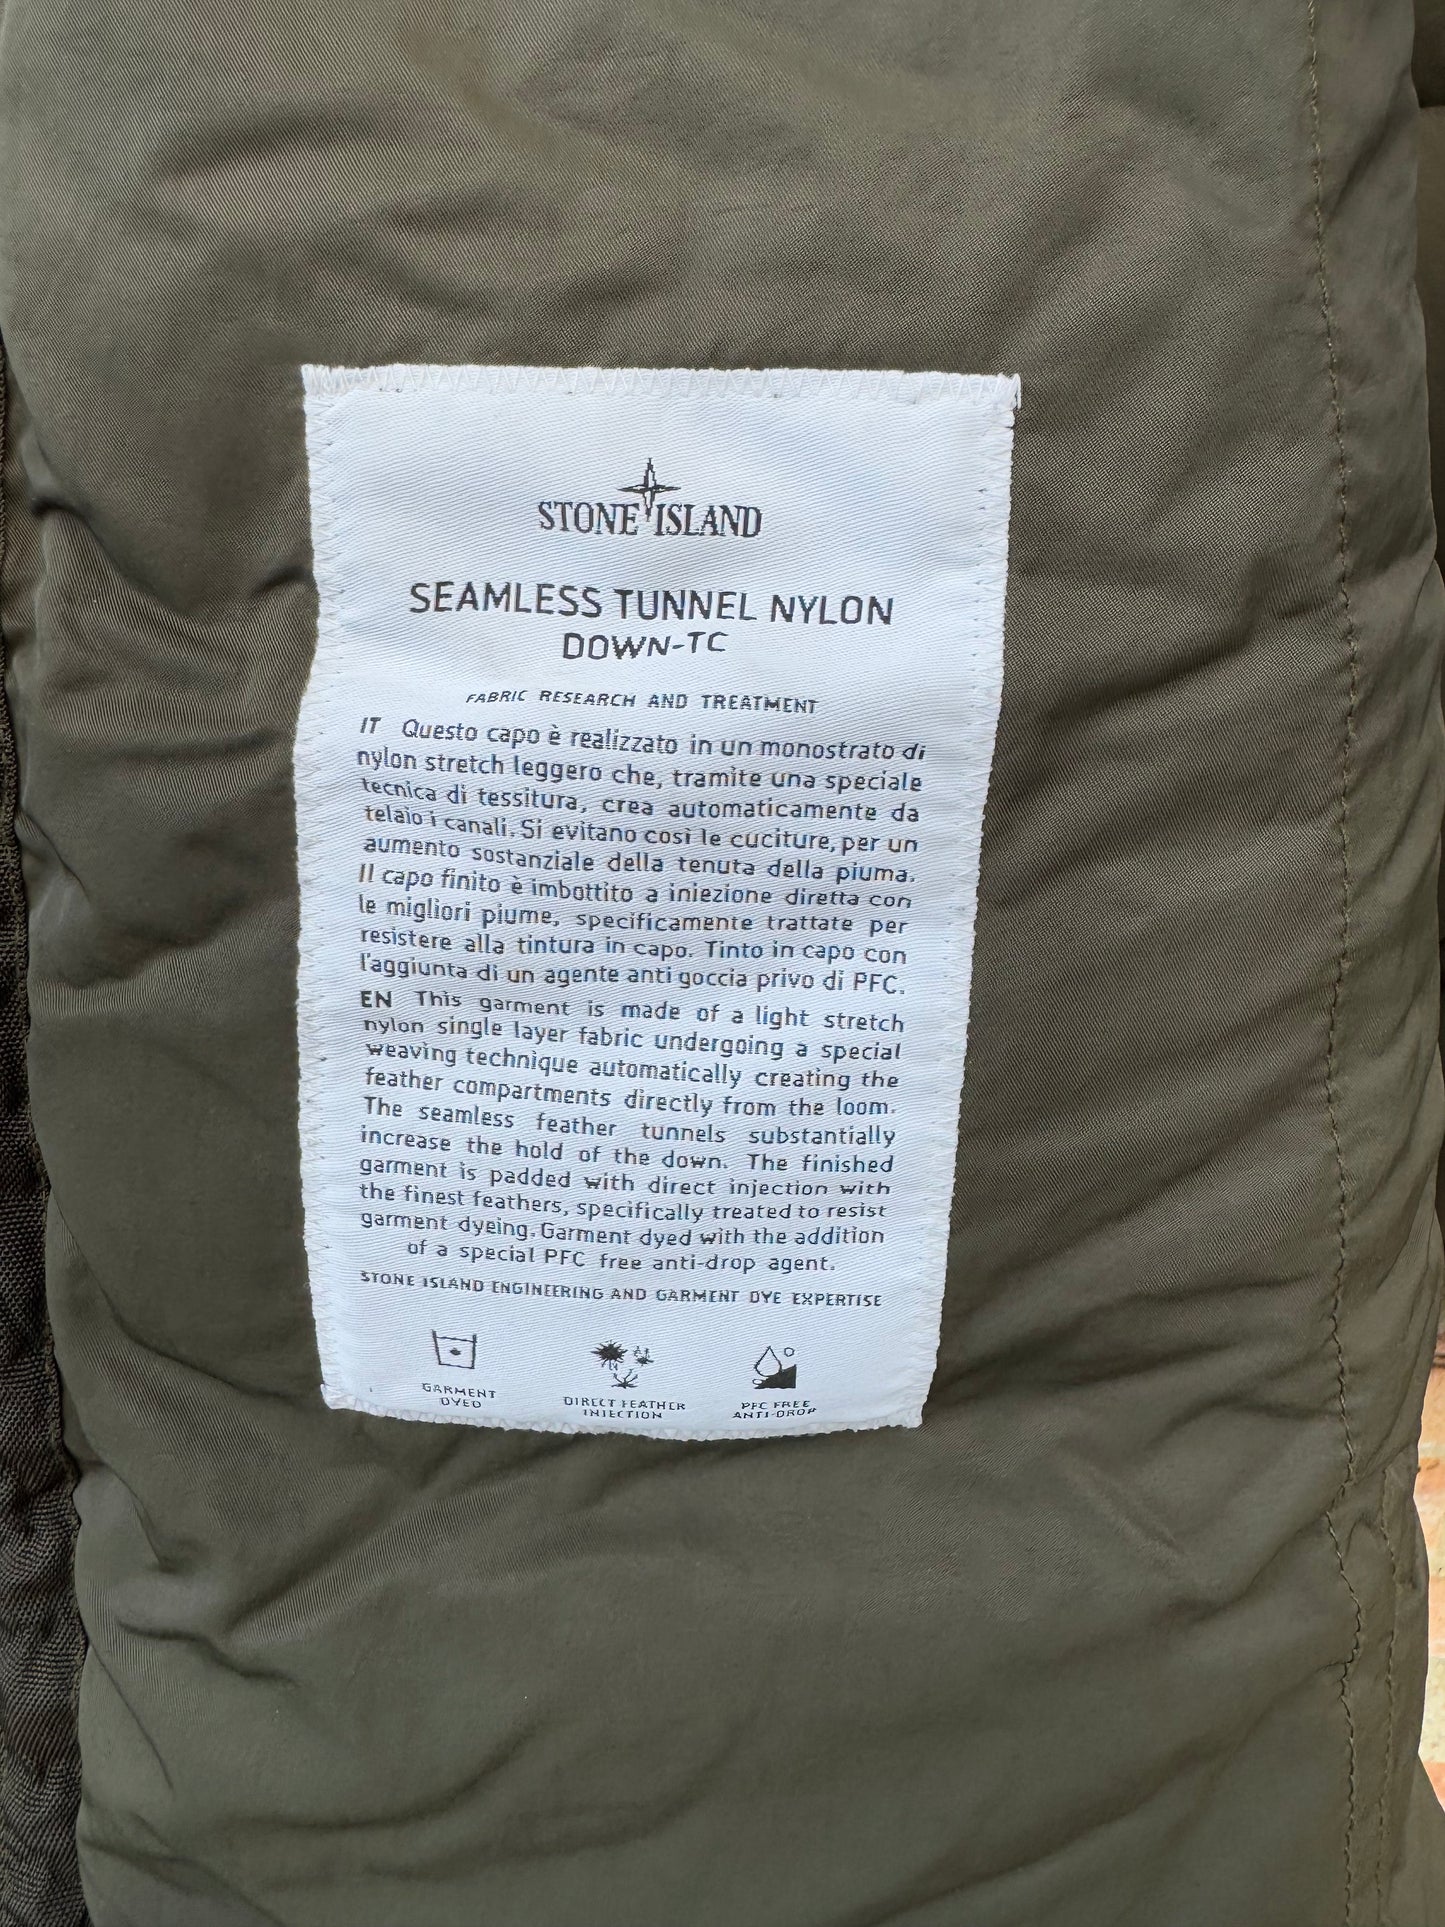 STONE ISLAND
SEAMLESS TUNNEL NYLON
DOWN-TC
FABRIC RESEARCH AND TREATMENT
IT Questo capo è realizzato in un monostrato di
nylon stretch leggero che, tramite una speciale
tecnica di tessitura, crea automaticamente da
telaio i canali. Si evitano così le cuciture, per un
aumento sostanziale della tenuta della piuma.
Il capo finito è imbottito a iniezione diretta con
le migliori piume, specificamente trattate per
resistere alla tintura in capo. Tinto in capo con
l'aggiunta di un agente anti goccia privo di PFC.
EN This garment is made of a light stretch
nylon single layer fabric undergoing a special
weaving technique automatically creating the
feather compartments directly from the loom.
The seamless feather tunnels substantially
increase the hold of the down. The finished
garment is padded with direct injection with
the finest feathers, specifically treated to resist
garment dyeing. Garment dyed with the addition
of a special PFC free anti-drop agent.
STONE ISLAND ENGINEERING AND GARMENT DYE EXPERTISE
GARMENT DIRECT FEATHER PFC FREE
DYED INJECTION ANTI-DROP